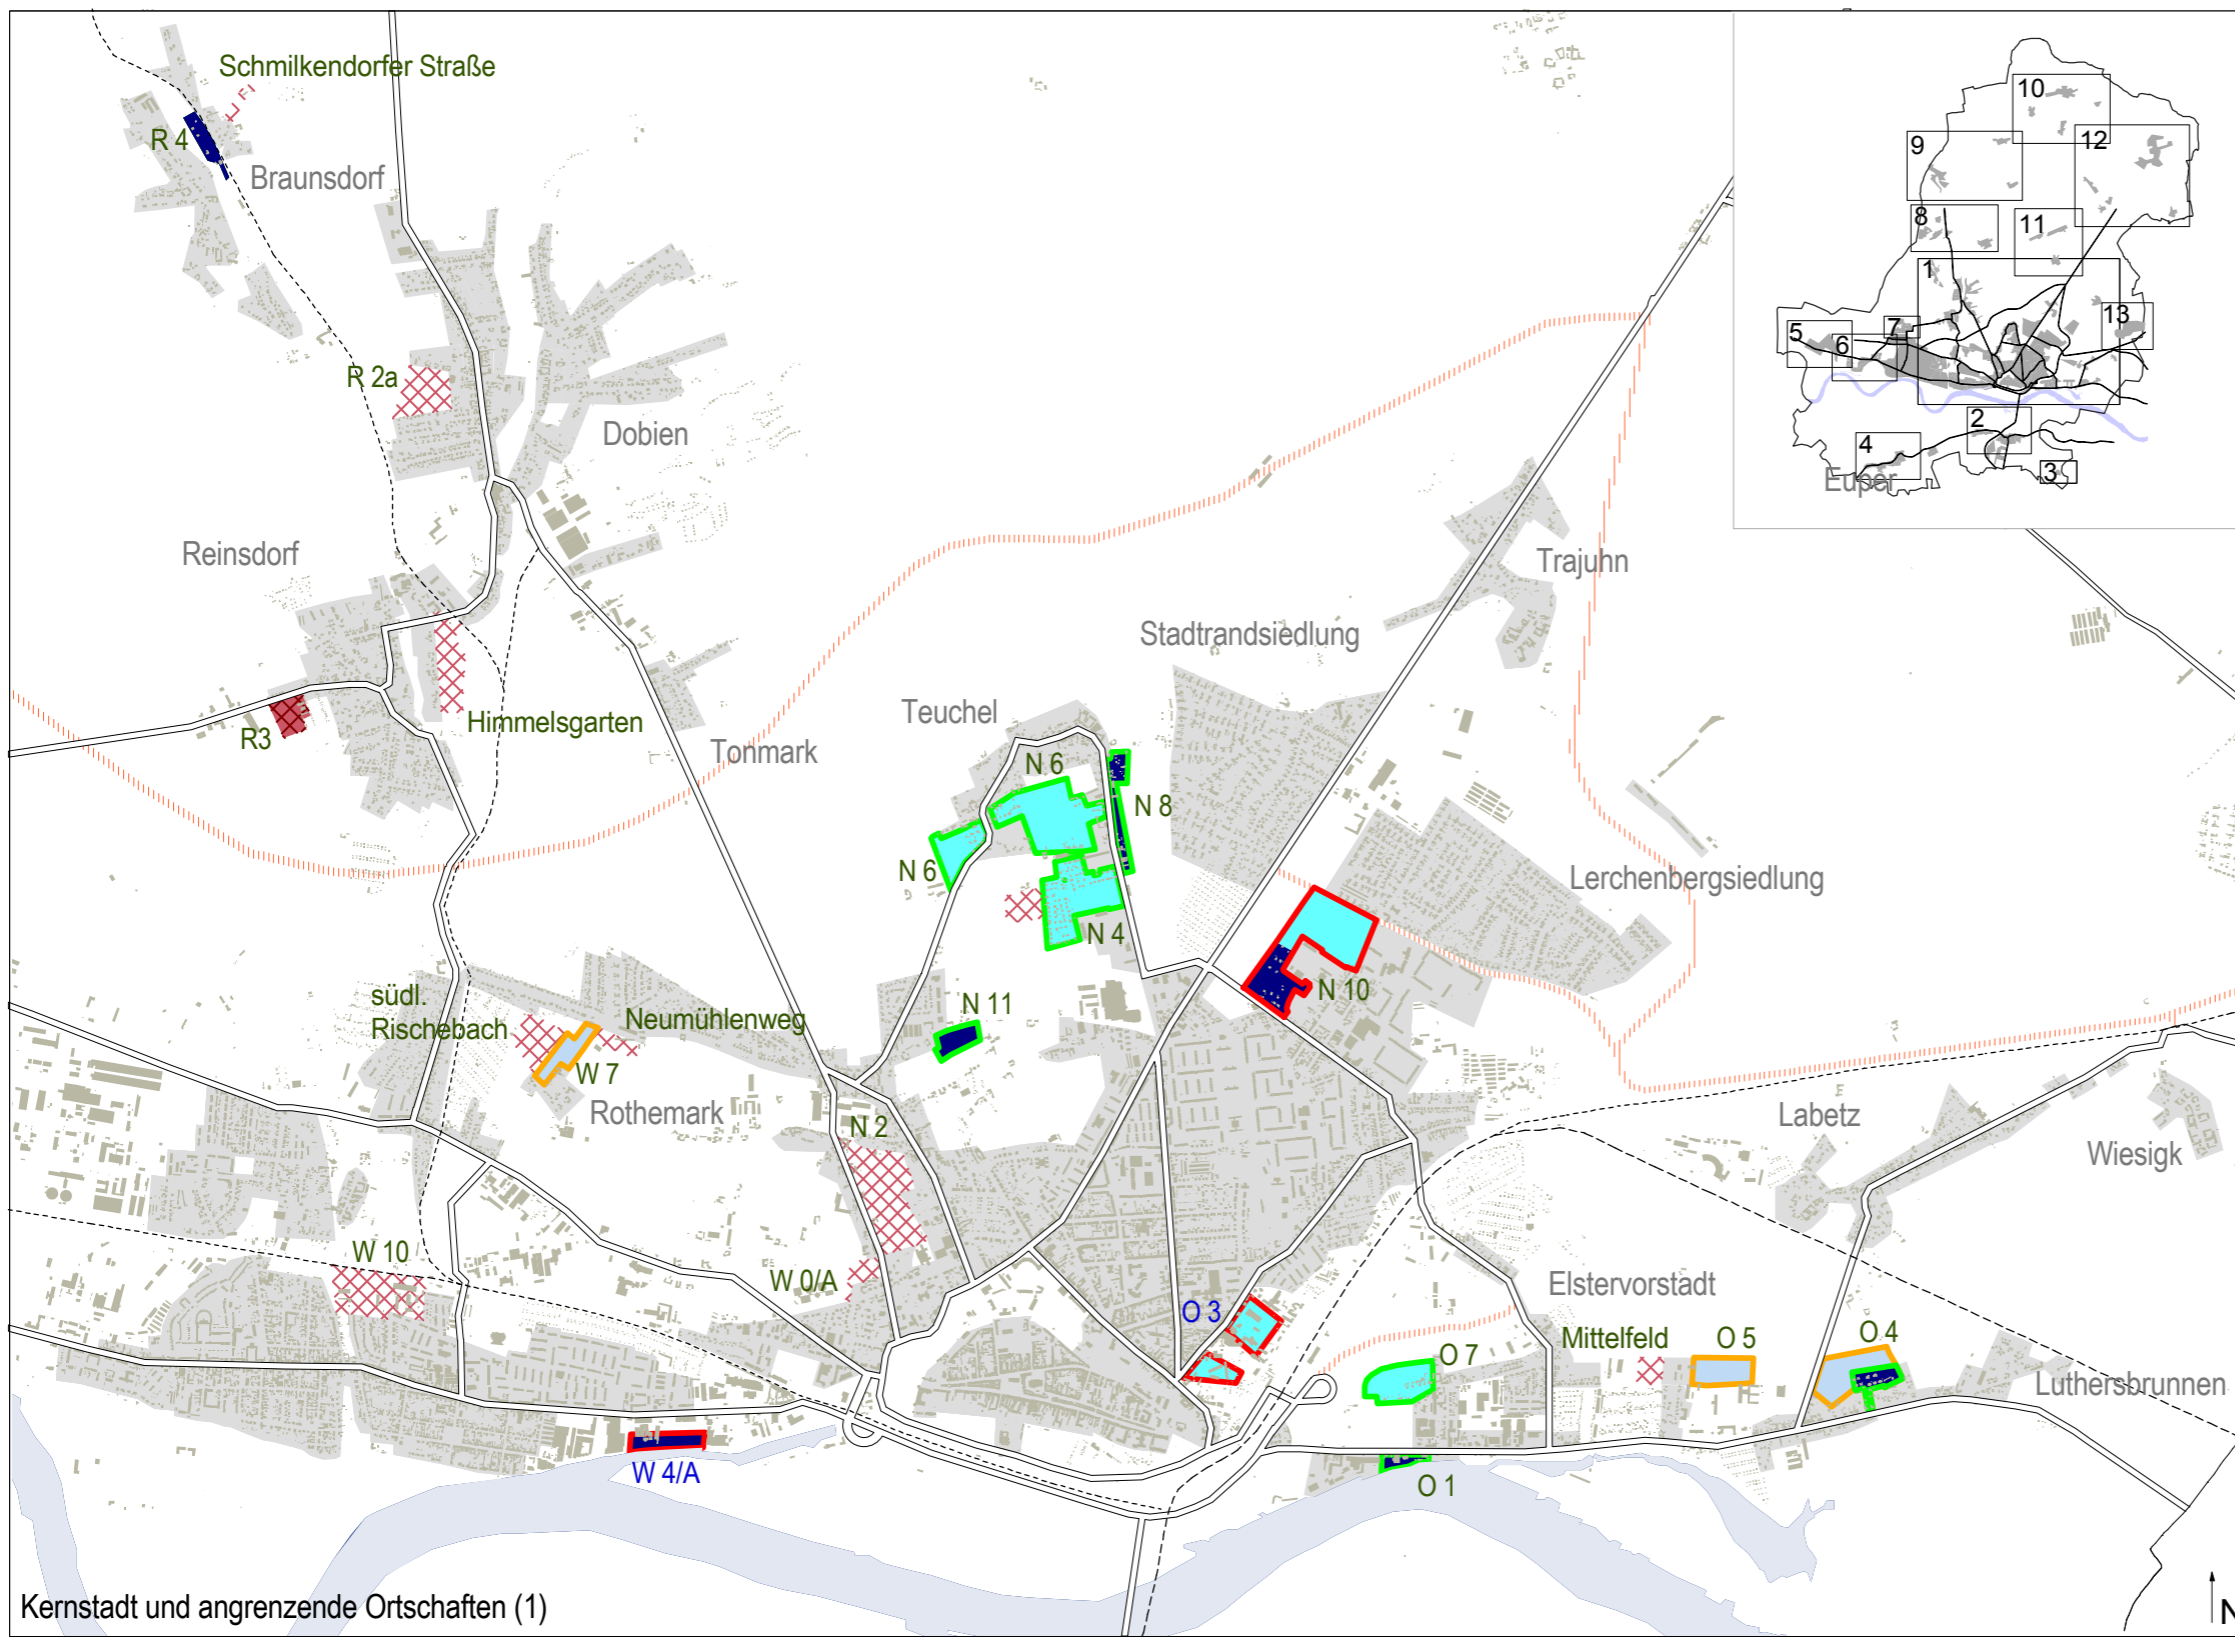 Schmilkendorfer Straße
R 4
Braunsdorf
R 2a
Dobien
Reinsdorf
Himmelsgarten
R3
Tonmark
Teuchel
Stadtrandsiedlung
Trajuhn
Euper
N 6
N 8
N 6
N 4
Lerchenbergsiedlung
N 10
N 11
südl.
Rischebach
Neumühlenweg
W 7
Rothemark
N 2
Labetz
Wiesigk
W 10
W 0/A
O 3
Elstervorstadt
Mittelfeld
O 5
O 4
O 7
Luthersbrunnen
W 4/A
O 1
10
9
12
8
11
1
13
5
7
6
2
4
3
Kernstadt und angrenzende Ortschaften (1)
N